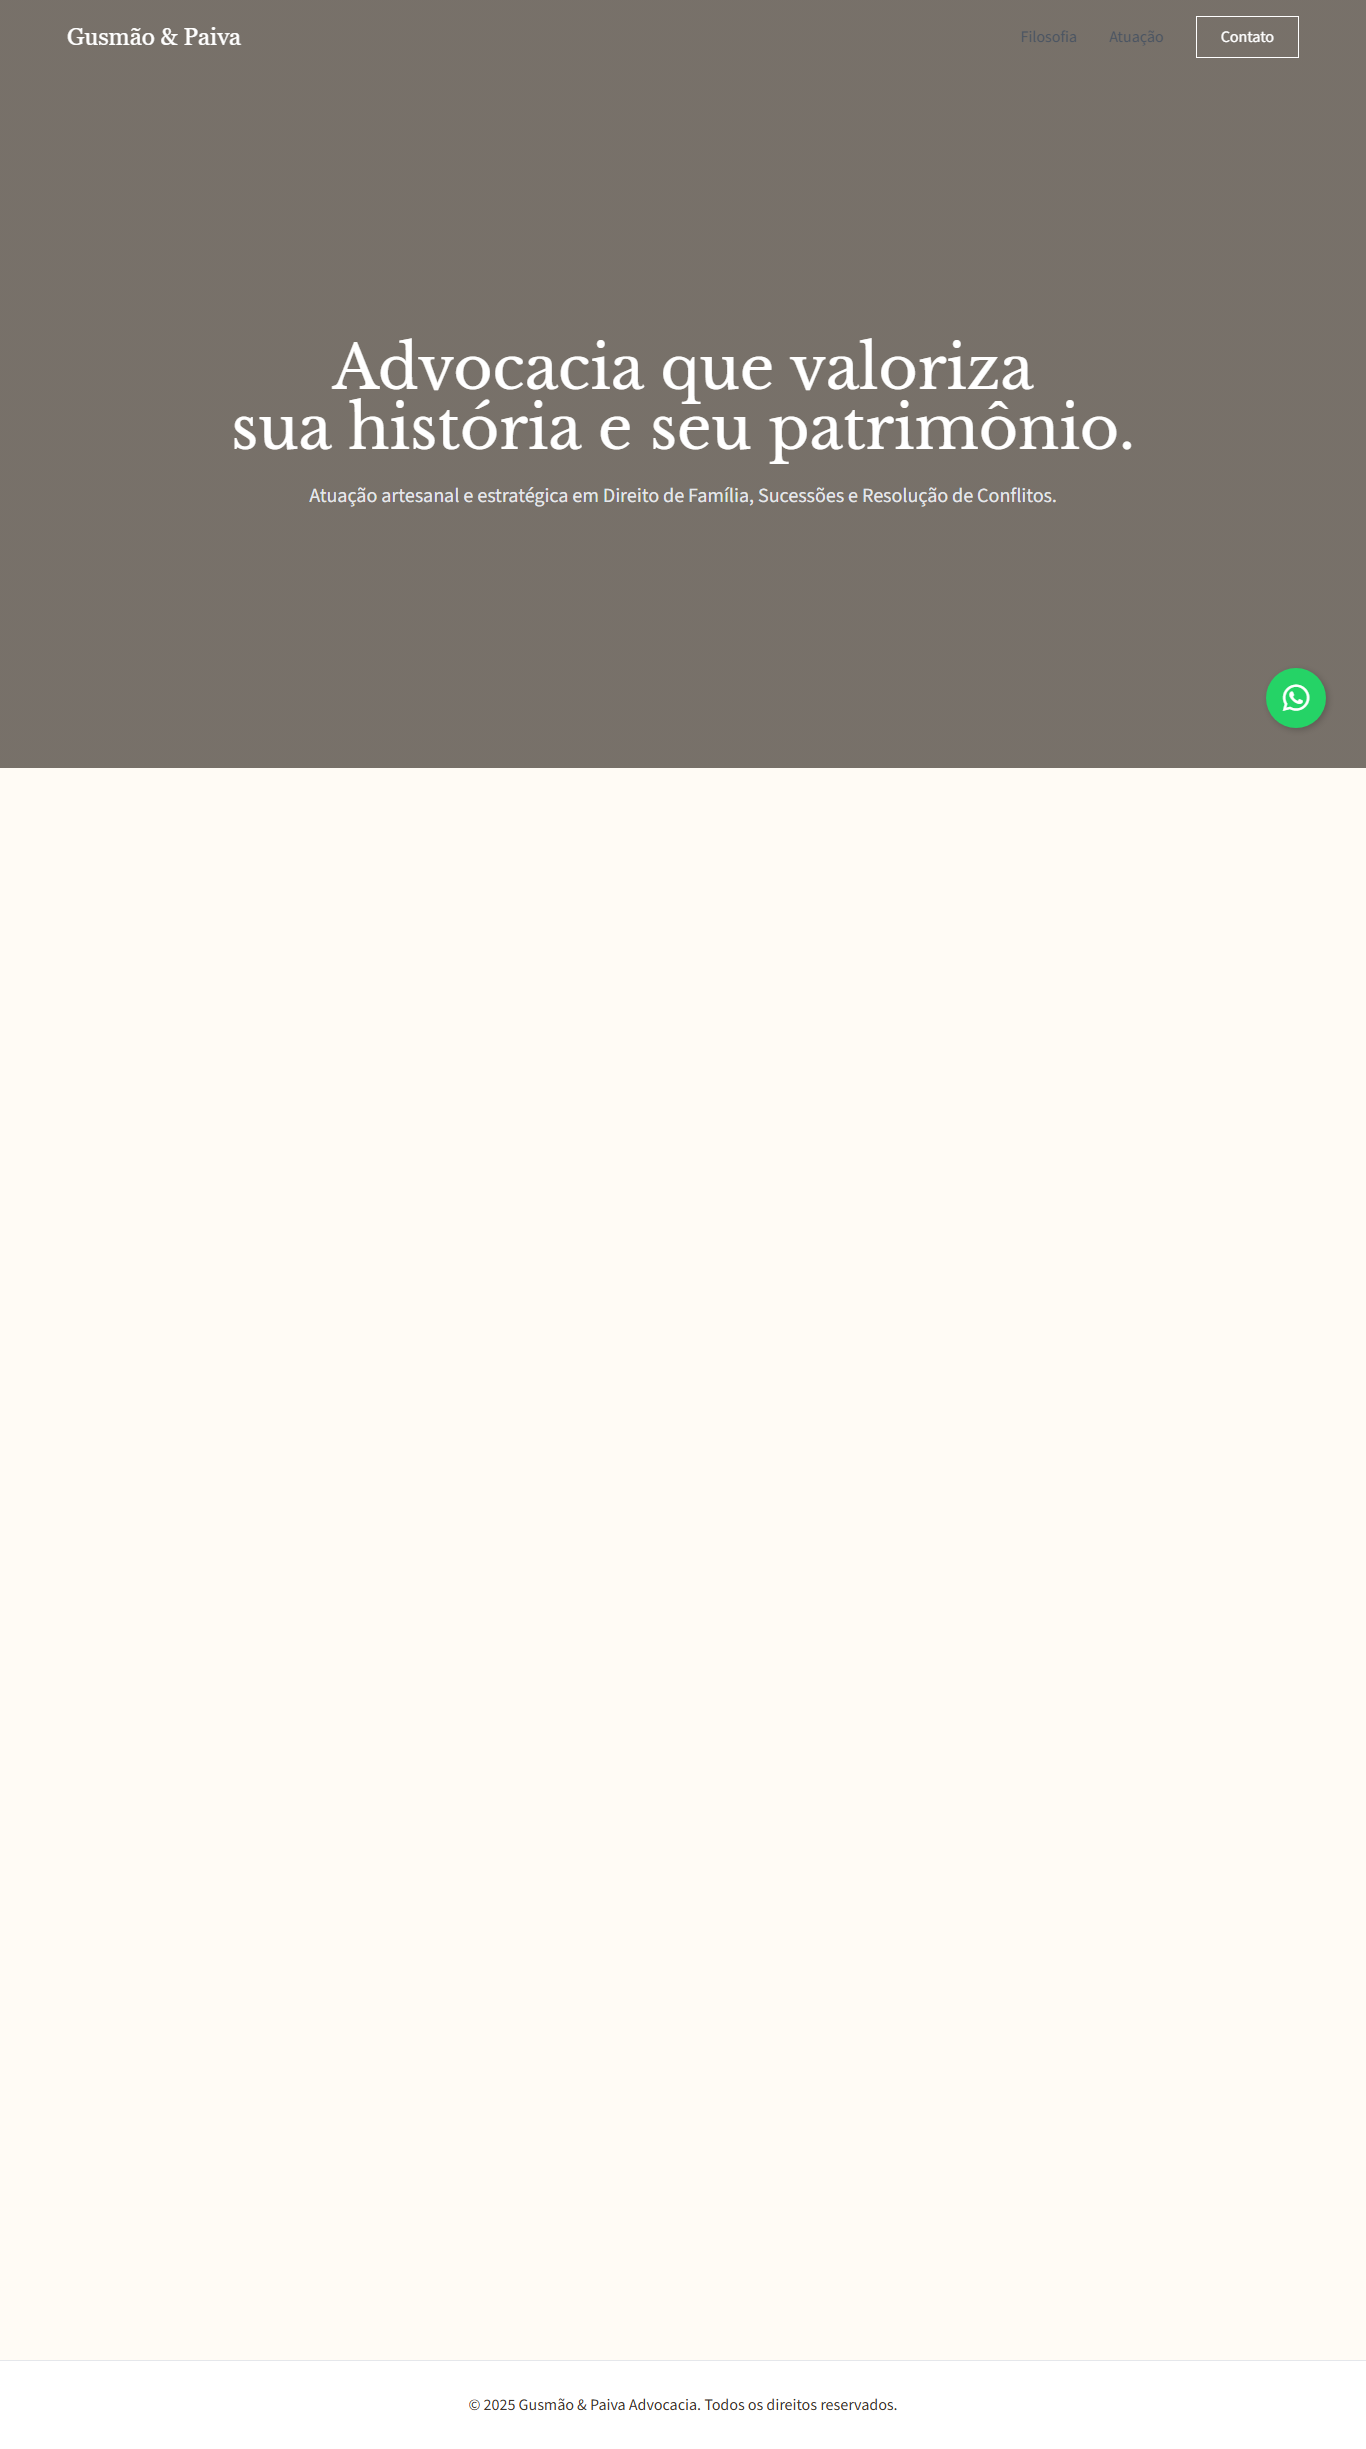 Gusmão & Paiva
Filosofia
Atuação
Contato
Advocacia que valoriza
sua história e seu patrimônio.
Atuação artesanal e estratégica em Direito de Família, Sucessões e Resolução de Conflitos.
© 2025 Gusmão & Paiva Advocacia. Todos os direitos reservados.